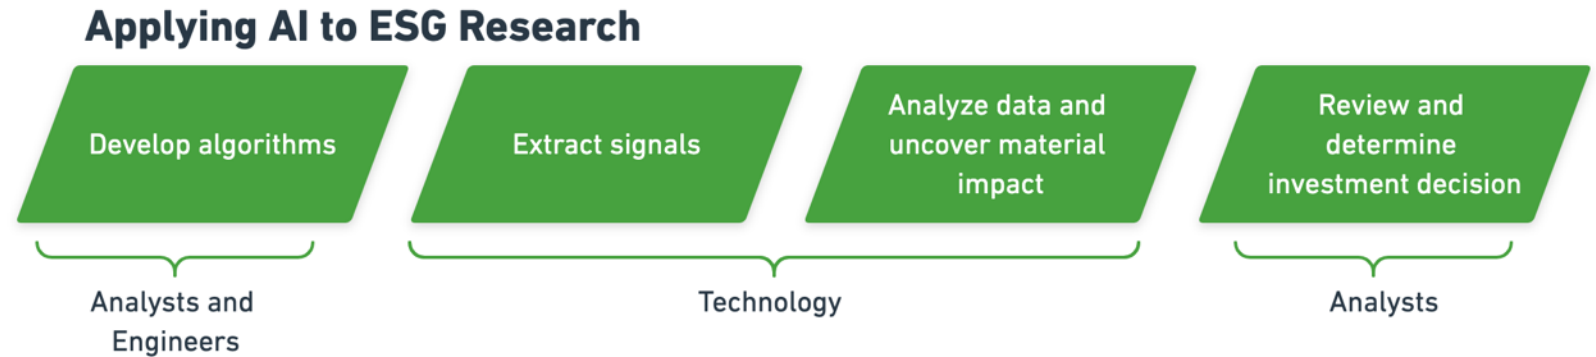 Applying AI to ESG Research
Develop algorithms
Extract signals
Analyze data and
uncover material
impact
Review and
determine
investment decision
Analysts and
Engineers
Technology
Analysts